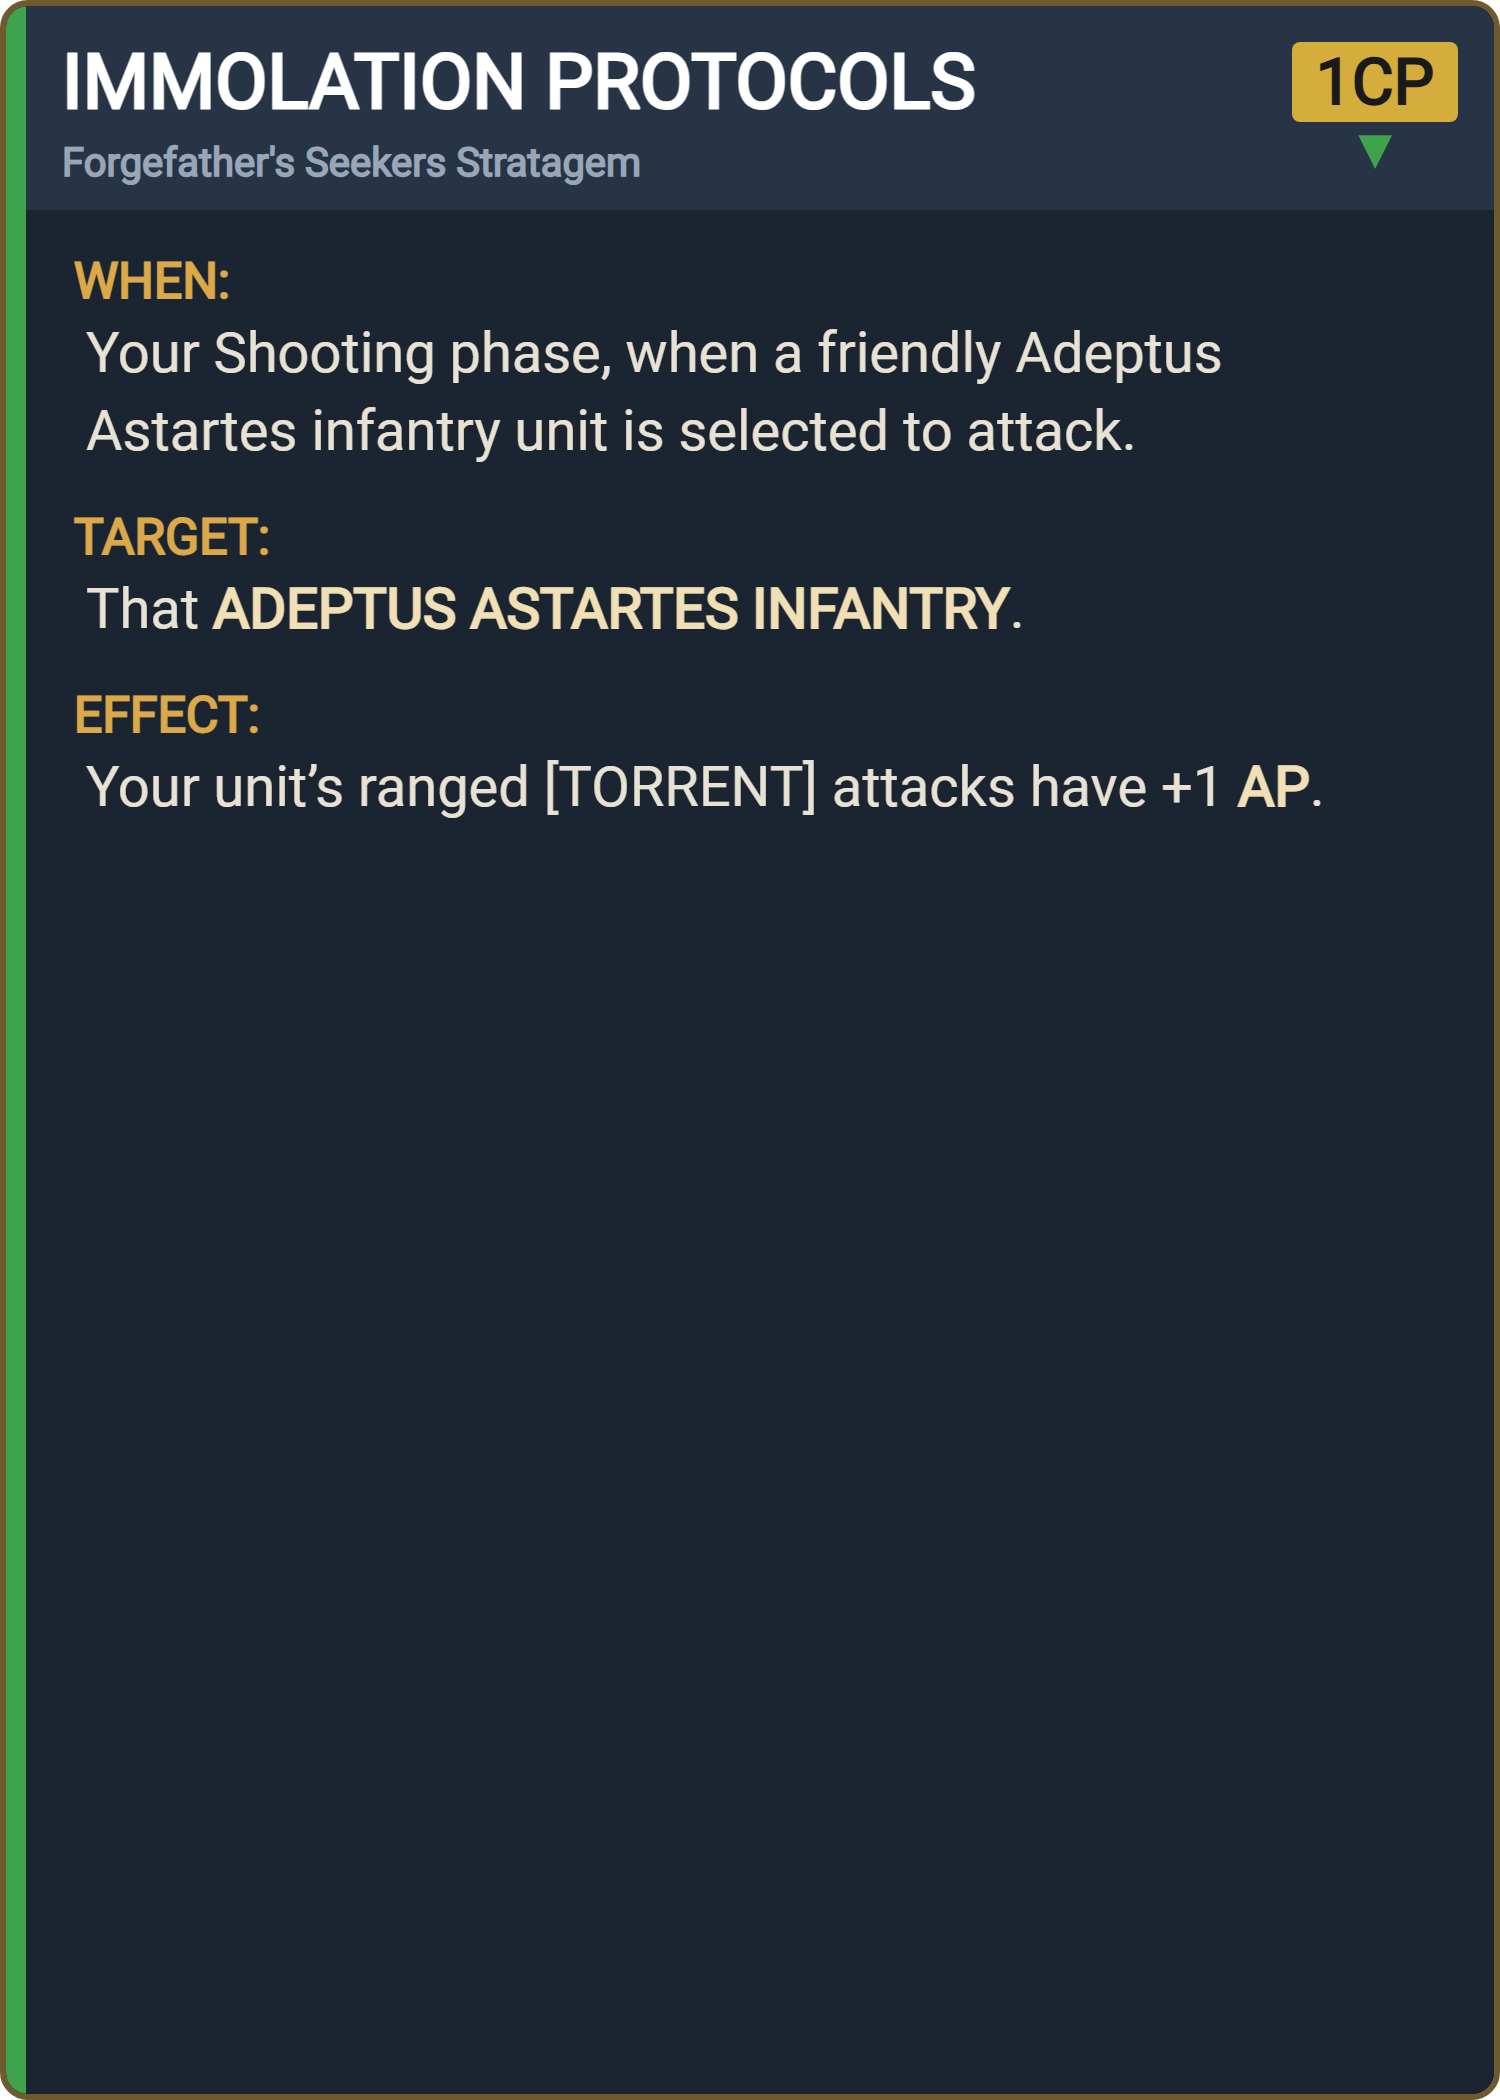 IMMOLATION PROTOCOLS
1CP
Forgefather's Seekers Stratagem
WHEN:
Your Shooting phase, when a friendly Adeptus
Astartes infantry unit is selected to attack.
TARGET:
That ADEPTUS ASTARTES INFANTRY.
EFFECT:
Your unit’s ranged [TORRENT] attacks have +1 AP.